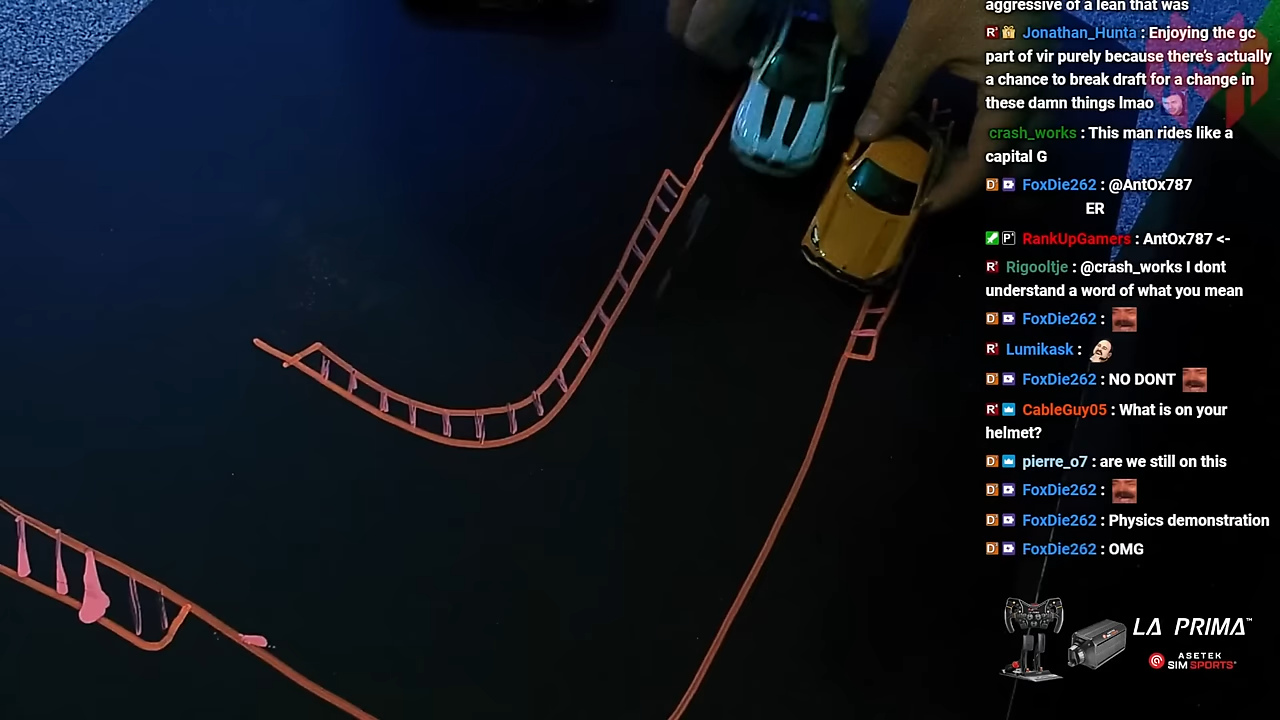 aggressive of a lean that was
Jonathan_Hunta : Enjoying the gc
part of vir purely because there's actually
a chance to break draft for a change in
these damn things lmao
crash_works : This man rides like a
capital G
FoxDie262 : @AntOx787
ER
RankUpGamers : AntOx787 <-
Rigooltje : @crash_works I dont
understand a word of what you mean
FoxDie262 :
Lumikask :
FoxDie262 : NO DONT
CableGuy05 : What is on your
helmet?
pierre_o7 : are we still on this
FoxDie262 :
FoxDie262 : Physics demonstration
FoxDie262 : OMG
LA PRIMA™
ASETEK
SIMSPORTS®